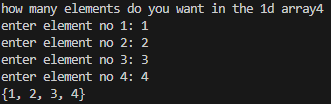 how many elements do you want in the 1d array4
enter element no 1: 1
enter element no 2: 2
enter element no 3: 3
enter element no 4: 4
{1, 2, 3, 4}